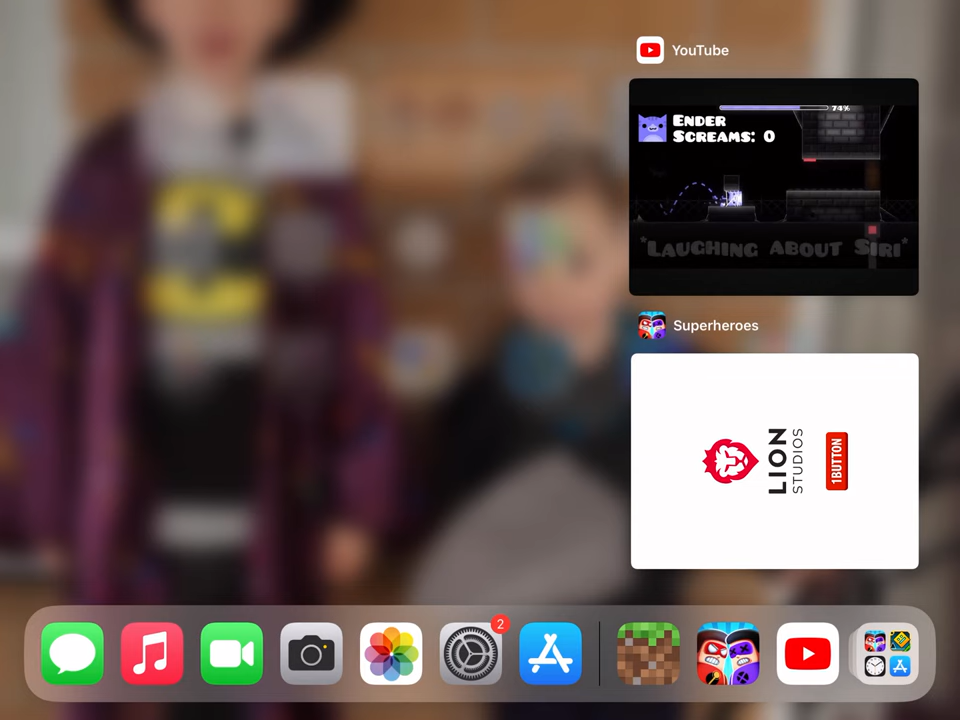 YouTube
74%
ENDER
SCREAMS: 0
*LAUGHING ABOUT SIRI*
Superheroes
LION
STUDIOS
1BUTTON
2